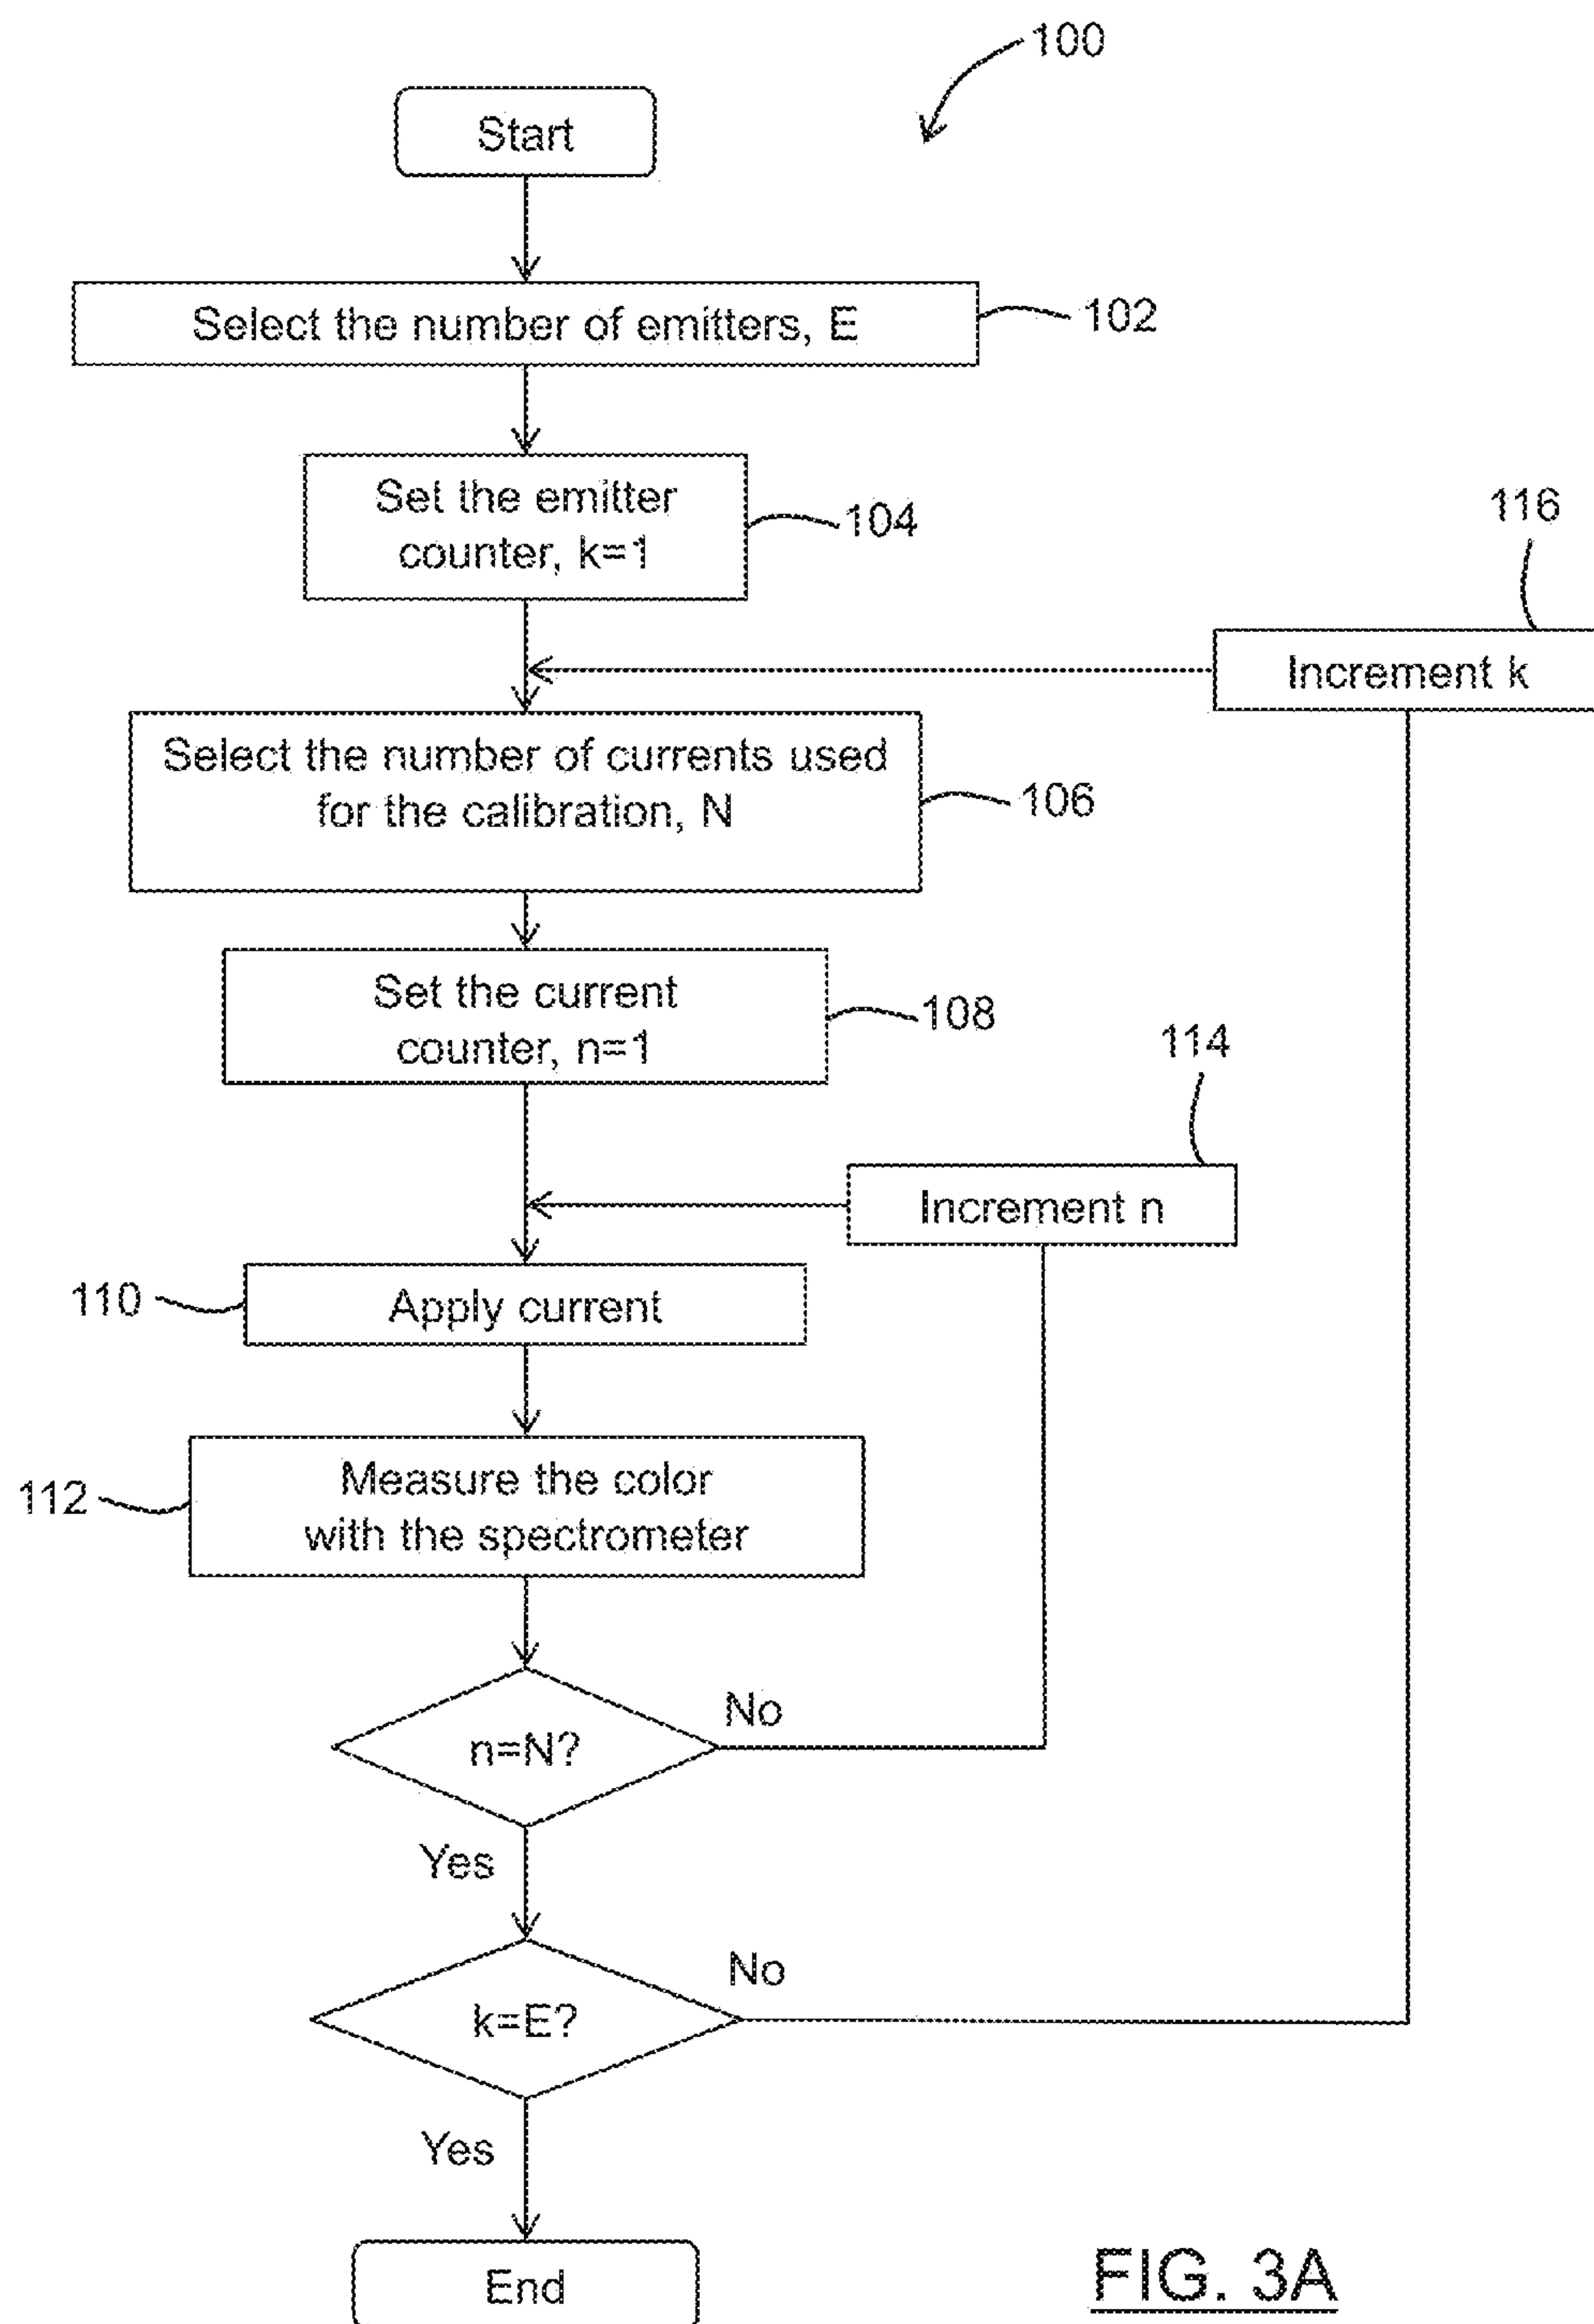 100
Start
Select the number of emitters, E
102
Set the emitter
counter, k=1
104
116
Increment k
Select the number of currents used
for the calibration, N
106
Set the current
counter, n=1
108
114
Increment n
110
Apply current
112
Measure the color
with the spectrometer
n=N?
No
Yes
k=E?
No
Yes
End
FIG. 3A